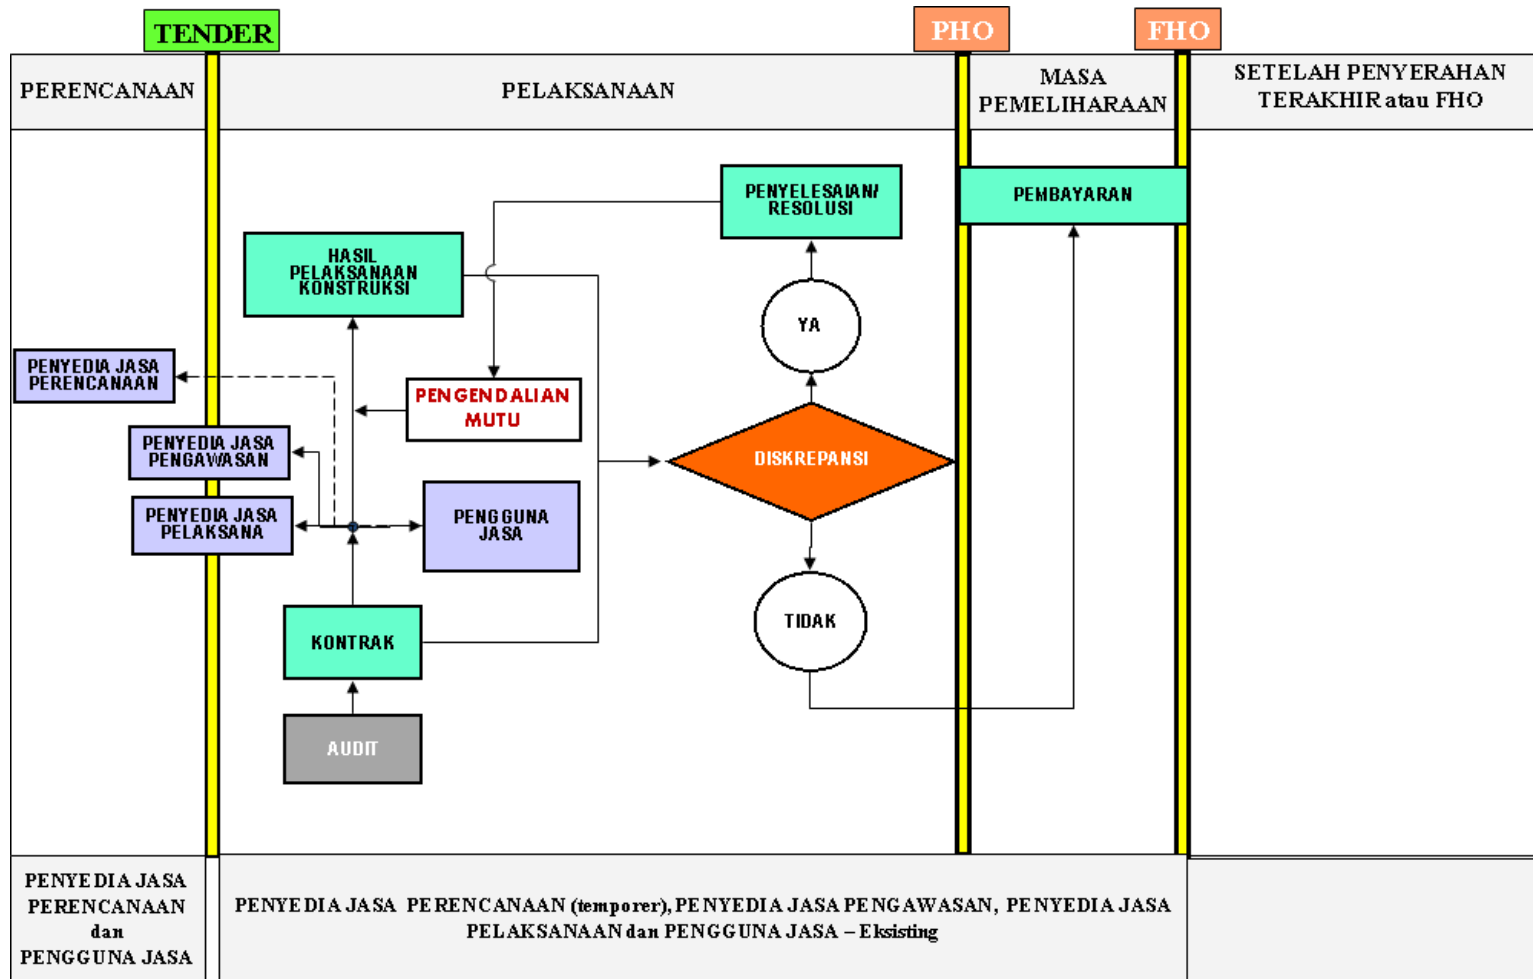 TENDER
PHO
FHO
PERENCANAAN
PELAKSANAAN
MASA
PEMELIHARAAN
SETELAH PENYERAHAN
TERAKHIR atau FHO
PENYELESAIAN/
RESOLUSI
PEMBAYARAN
HASIL
PELAKSANAAN
KONSTRUKSI
YA
PENYEDIA JASA
PERENCANAAN
PENGENDALIAN
MUTU
PENYEDIA JASA
PENGAWASAN
DISKREPANSI
PENYEDIA JASA
PELAKSANA
PENGGUNA
JASA
KONTRAK
TIDAK
AUDIT
PENYEDIA JASA
PERENCANAAN
dan
PENGGUNA JASA
PENYEDIA JASA PERENCANAAN (temporer), PENYEDIA JASA PENGAWASAN, PENYEDIA JASA
PELAKSANAAN dan PENGGUNA JASA – Eksisting